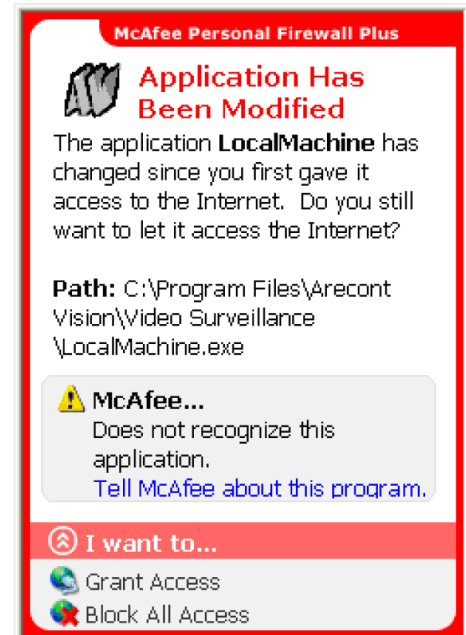 McAfee Personal Firewall Plus
Application Has
Been Modified
The application LocalMachine has
changed since you first gave it
access to the Internet.  Do you still
want to let it access the Internet?
Path: C:\Program Files\Arecont
Vision\Video Surveillance
\LocalMachine.exe
McAfee...
Does not recognize this
application.
Tell McAfee about this program.
I want to...
Grant Access
Block All Access